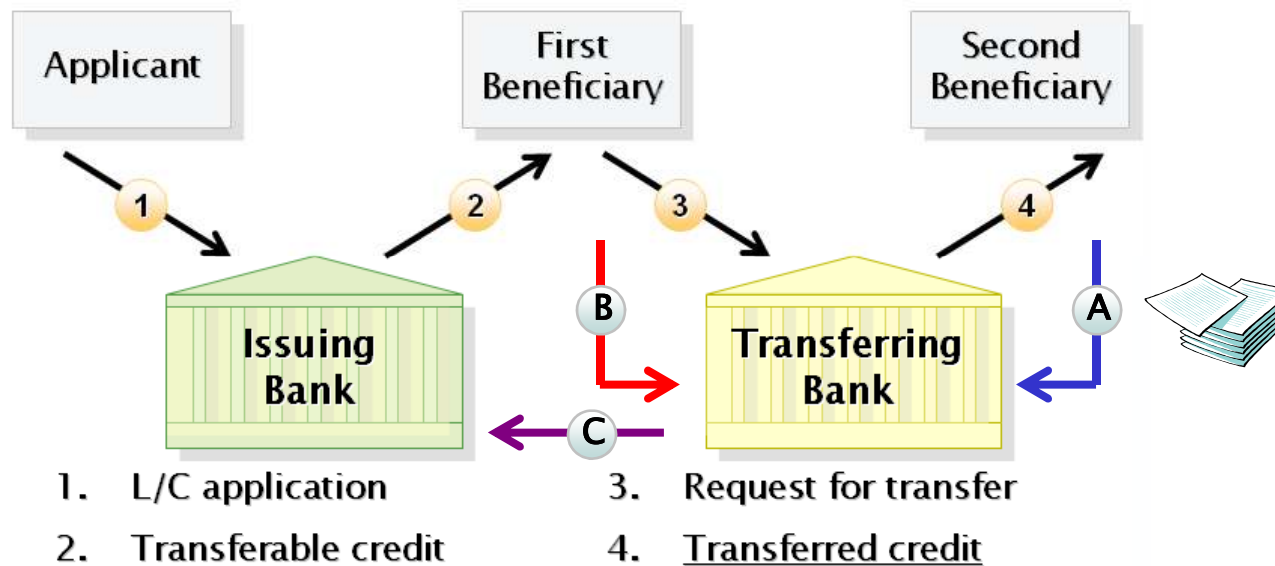 Applicant
First
Beneficiary
Second
Beneficiary
1
2
3
4
B
A
Issuing
Bank
Transferring
Bank
C
1. L/C application
2. Transferable credit
3. Request for transfer
4. Transferred credit